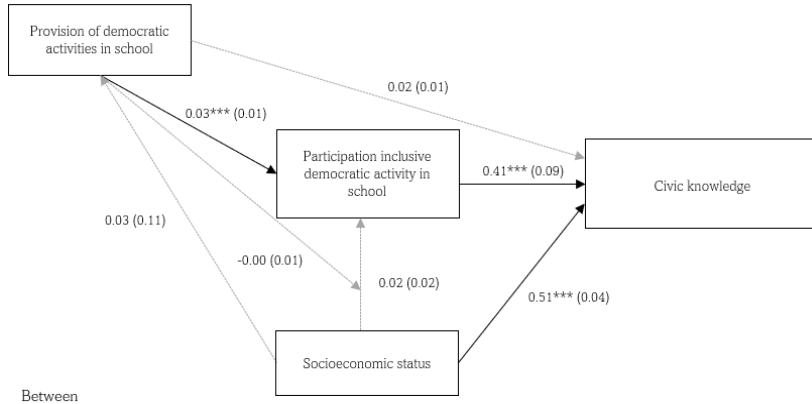 Provision of democratic
activities in school
0.02 (0.01)
0.03*** (0.01)
Participation inclusive
democratic activity in
school
0.41*** (0.09)
Civic knowledge
0.03 (0.11)
-0.00 (0.01)
0.02 (0.02)
0.51*** (0.04)
Socioeconomic status
Between